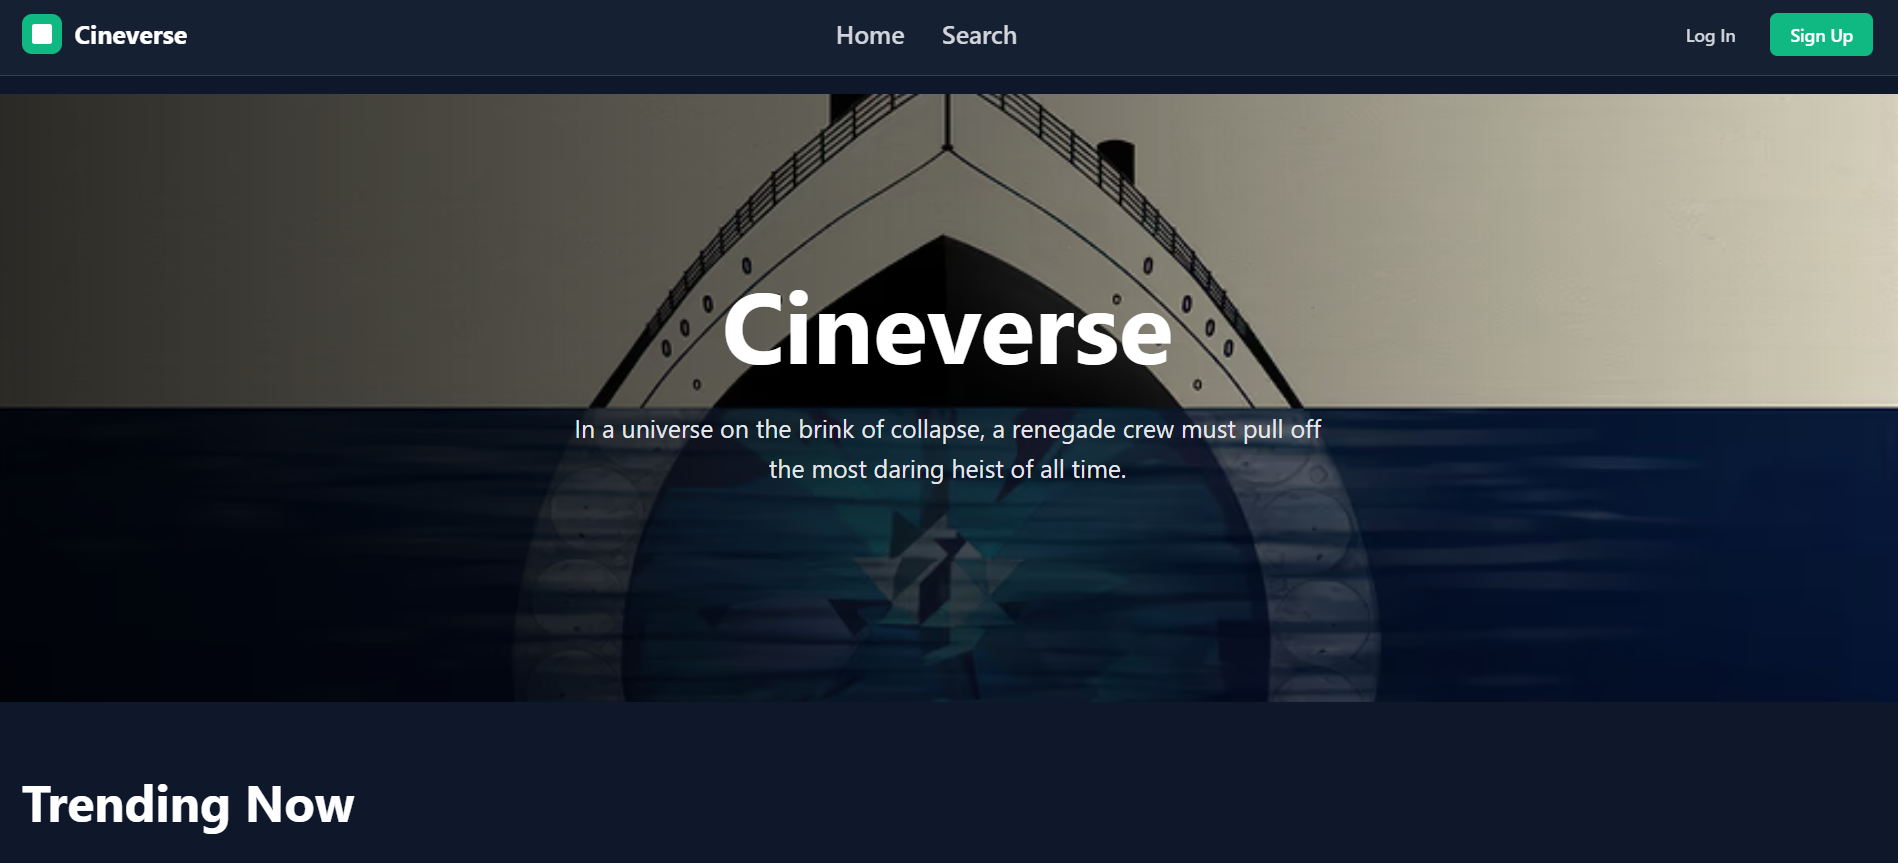 Cineverse
Home
Search
Log In
Sign Up
Cineverse
In a universe on the brink of collapse, a renegade crew must pull off
the most daring heist of all time.
Trending Now